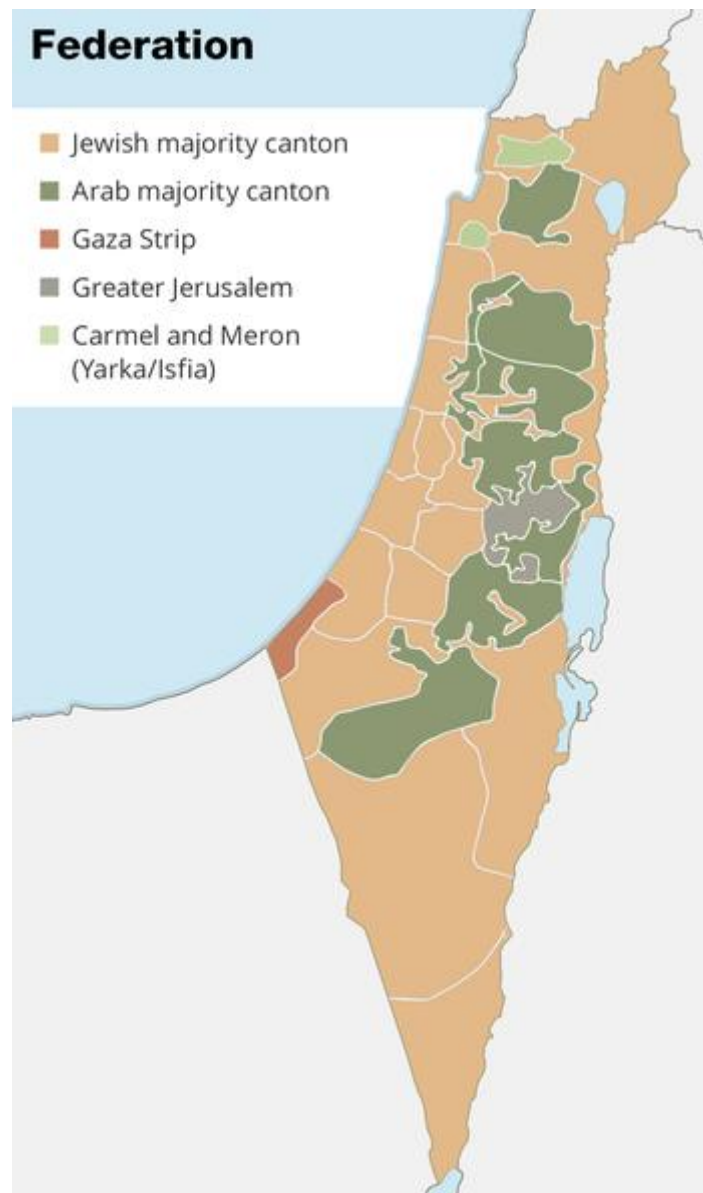 Federation
Jewish majority canton
Arab majority canton
Gaza Strip
Greater Jerusalem
Carmel and Meron
(Yarka/Isfia)